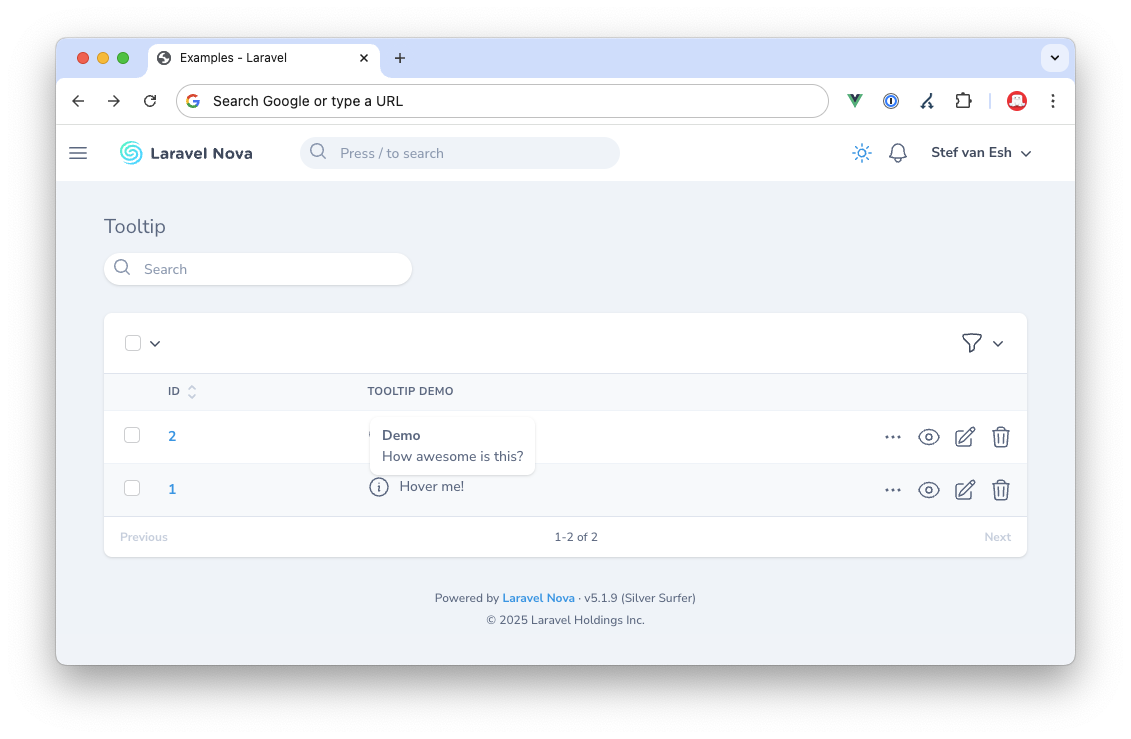 Examples - Laravel
Search Google or type a URL
Laravel Nova
Press / to search
Stef van Esh
Tooltip
Search
ID
TOOLTIP DEMO
2
Demo
How awesome is this?
1
Hover me!
Previous
1-2 of 2
Next
Powered by Laravel Nova · v5.1.9 (Silver Surfer)
© 2025 Laravel Holdings Inc.